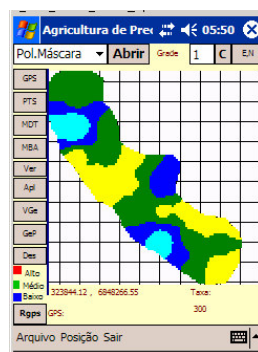 Agricultura de Prec 05:50
Pol.Máscara Abrir Grade 1 C E,N
GPS
PTS
MDT
MBA
Ver
Apl
VGe
GeP
Des
Alto
Médio
Baixo
323844.12 , 6848266.55 Taxa:
Rgps GPS: 300
Arquivo Posição Sair